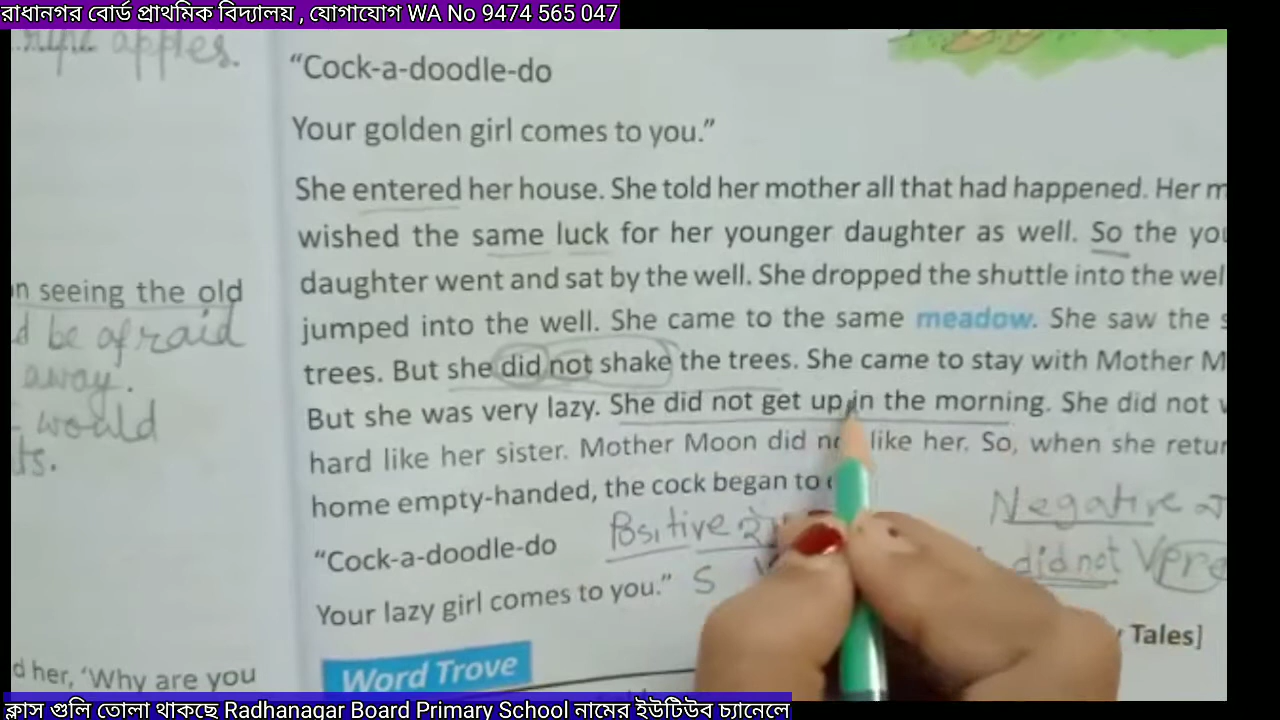 রাধানগর বোর্ড প্রাথমিক বিদ্যালয় , যোগাযোগ WA No 9474 565 047
ripe apples.
n seeing the old
d be afraid
away.
would
ts.
d her, ‘Why are you
“Cock-a-doodle-do
Your golden girl comes to you.”
She entered her house. She told her mother all that had happened. Her
wished the same luck for her younger daughter as well. So the
daughter went and sat by the well. She dropped the shuttle into the
jumped into the well. She came to the same meadow. She saw the
trees. But she did not shake the trees. She came to stay with Mother
But she was very lazy. She did not get up in the morning. She did not
hard like her sister. Mother Moon did like her. So, when she
home empty-handed, the cock began to
“Cock-a-doodle-do
Your lazy girl comes to you.”
Positive
S
Negative
did not
Tales]
Word Trove
ক্লাস গুলি তোলা থাকছে Radhanagar Board Primary School নামের ইউটিউব চ্যানেলে